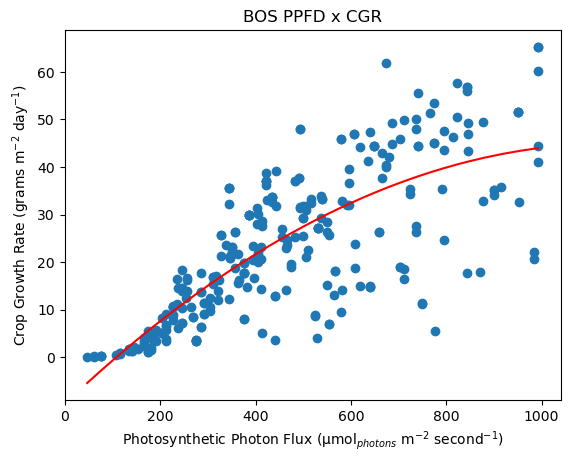 BOS PPFD x CGR
60
50
40
30
20
10
0
Crop Growth Rate (grams m⁻² day⁻¹)
0 200 400 600 800 1000
Photosynthetic Photon Flux (μmol_photons m⁻² second⁻¹)